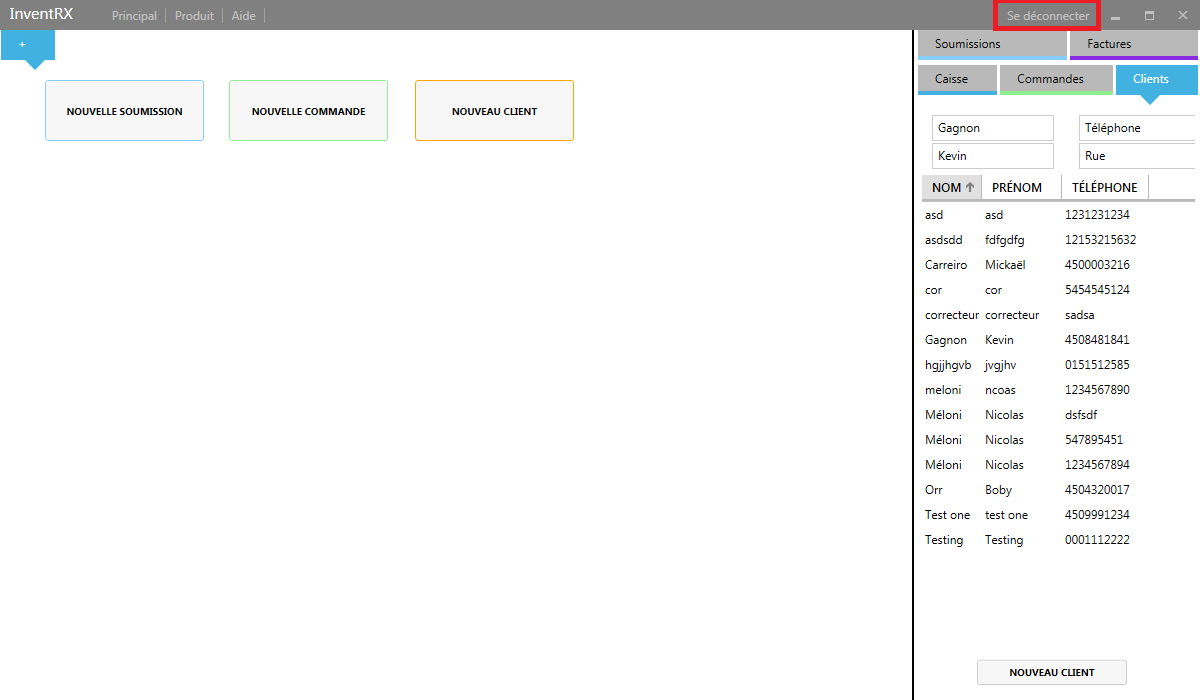 InventRX Principal Produit Aide Se déconnecter
+
Soumissions Factures
Caisse Commandes Clients
NOUVELLE SOUMISSION NOUVELLE COMMANDE NOUVEAU CLIENT
Gagnon Téléphone
Kevin Rue
NOM PRÉNOM TÉLÉPHONE
asd asd 1231231234
asdsdd fdfgdfg 12153215632
Carreiro Mickaël 4500003216
cor cor 5454545124
correcteur correcteur sadsa
Gagnon Kevin 4508481841
hgjjhgvb jvgjhv 0151512585
meloni ncoas 1234567890
Méloni Nicolas dsfsdf
Méloni Nicolas 547895451
Méloni Nicolas 1234567894
Orr Boby 4504320017
Test one test one 4509991234
Testing Testing 0001112222
NOUVEAU CLIENT